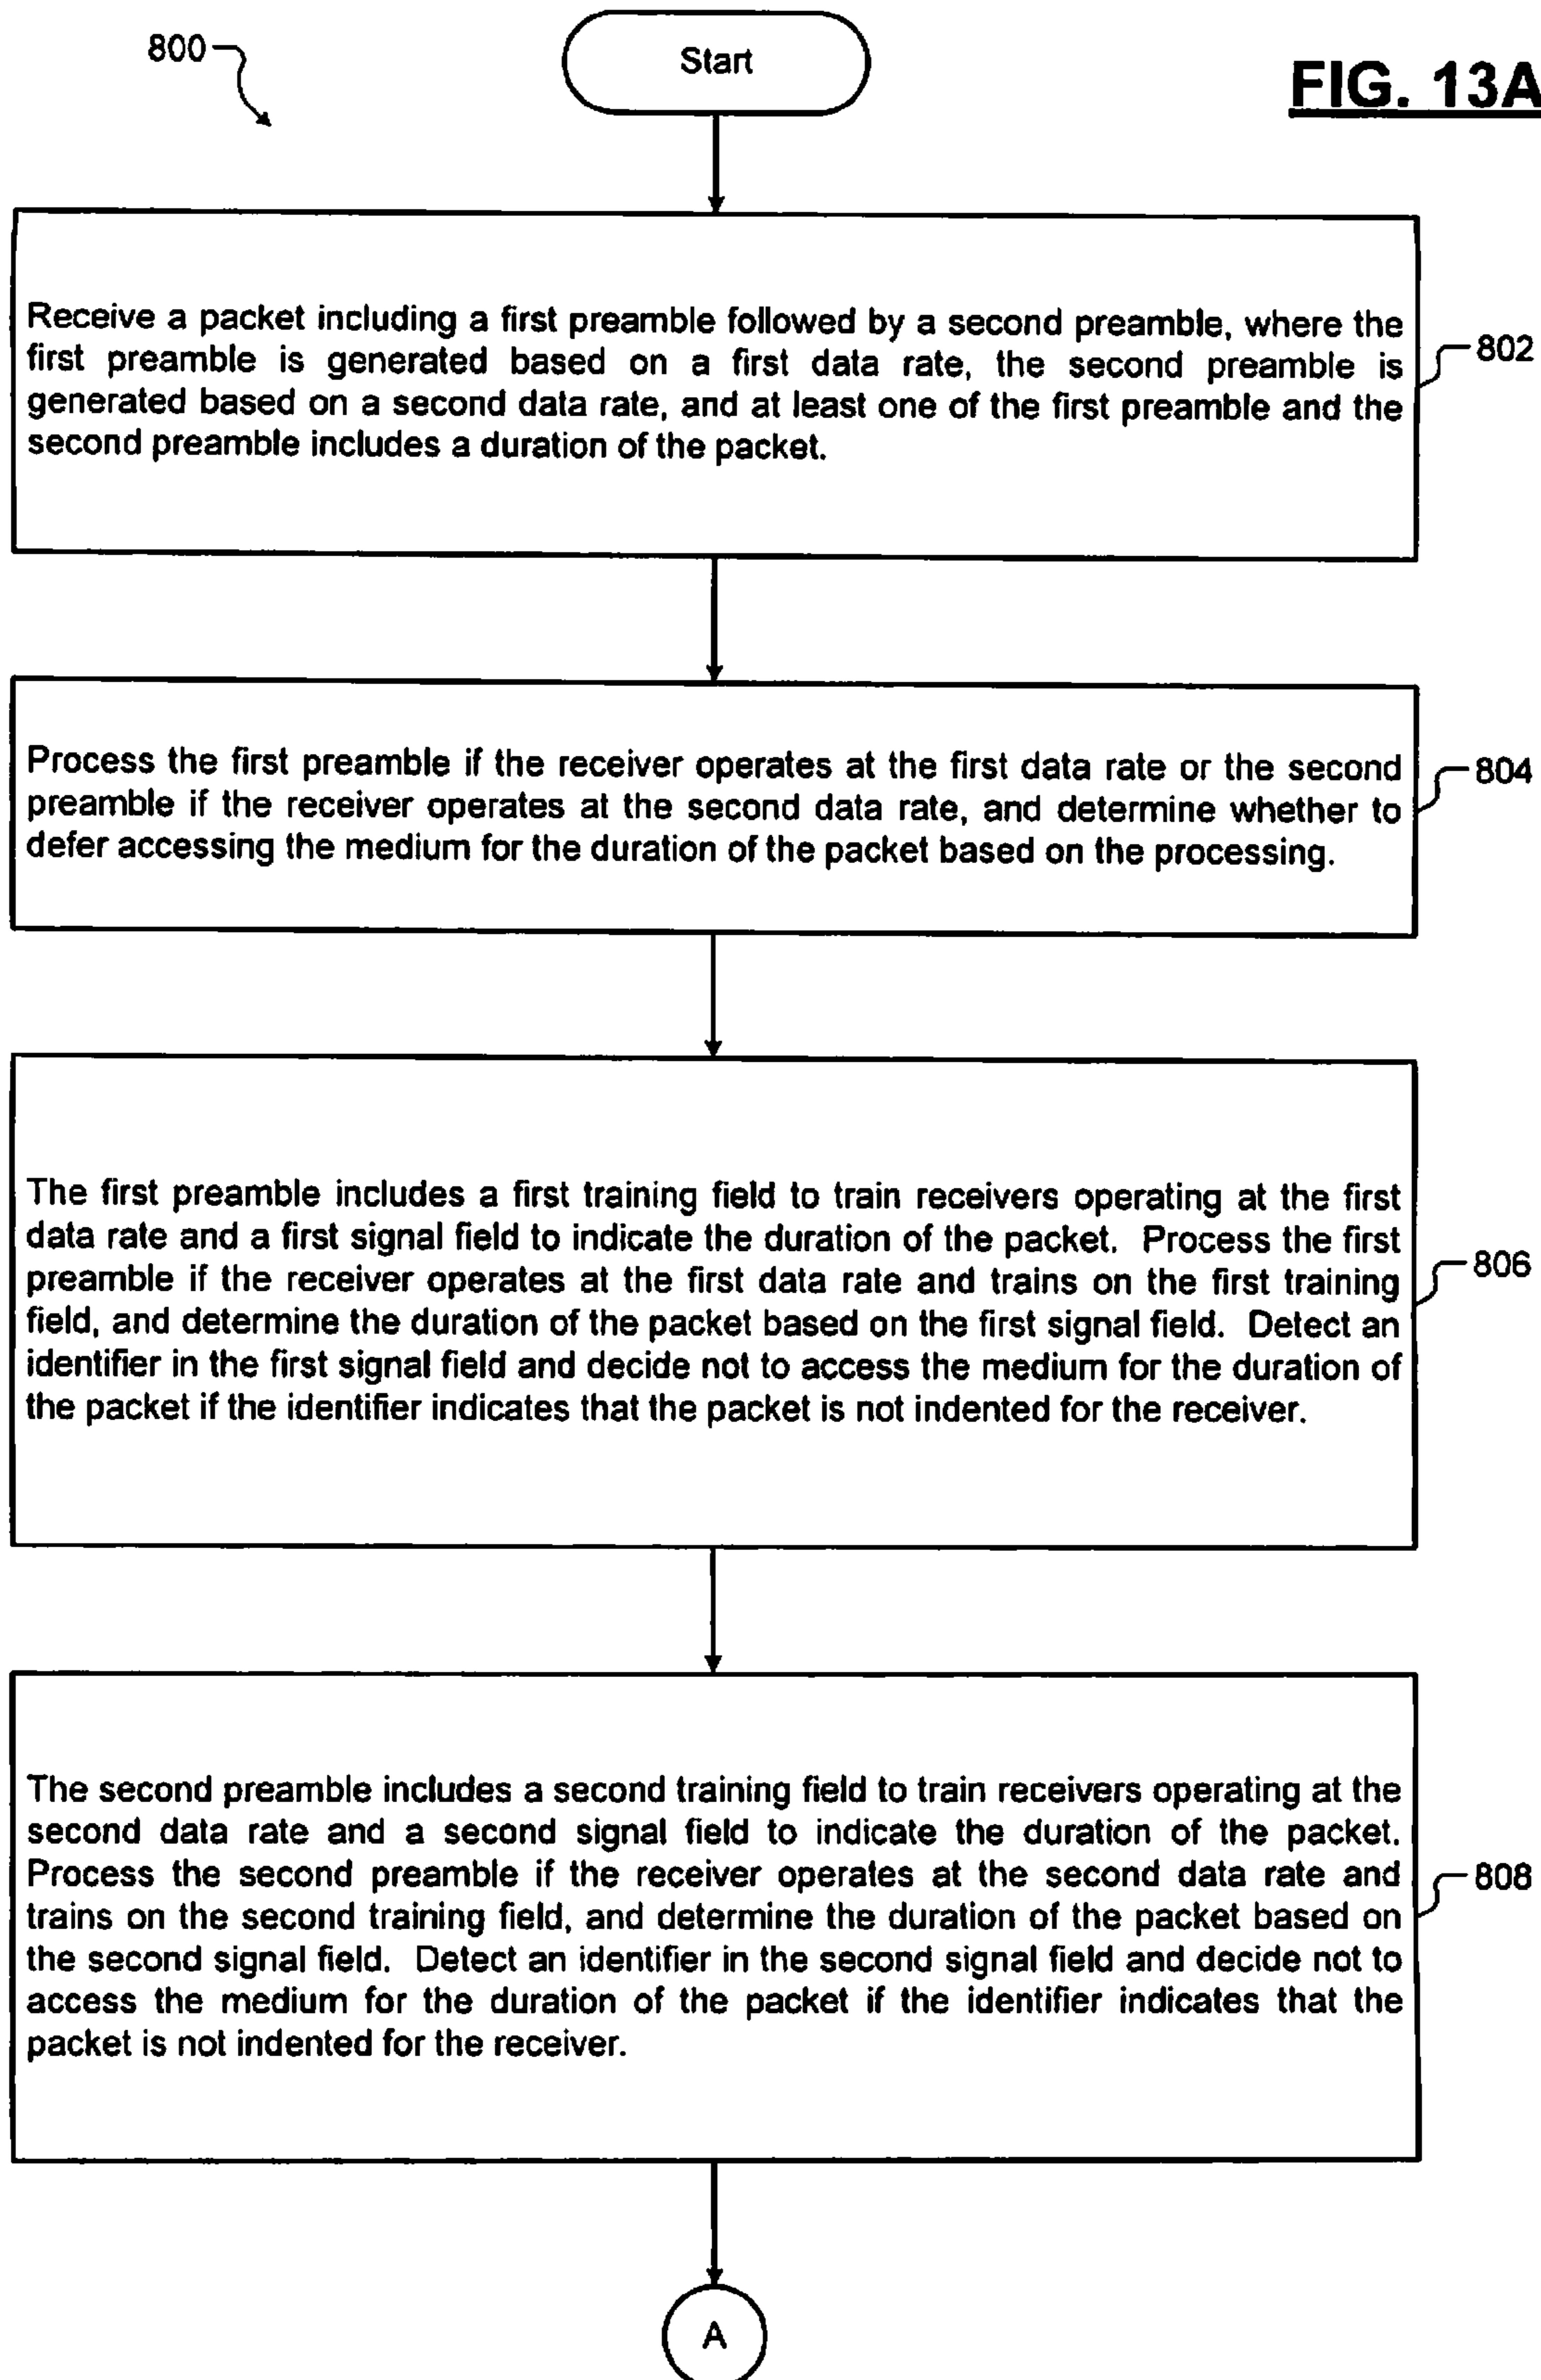 800
Start
FIG. 13A
Receive a packet including a first preamble followed by a second preamble, where the
first preamble is generated based on a first data rate, the second preamble is
generated based on a second data rate, and at least one of the first preamble and the
second preamble includes a duration of the packet.
802
Process the first preamble if the receiver operates at the first data rate or the second
preamble if the receiver operates at the second data rate, and determine whether to
defer accessing the medium for the duration of the packet based on the processing.
804
The first preamble includes a first training field to train receivers operating at the first
data rate and a first signal field to indicate the duration of the packet. Process the first
preamble if the receiver operates at the first data rate and trains on the first training
field, and determine the duration of the packet based on the first signal field. Detect an
identifier in the first signal field and decide not to access the medium for the duration of
the packet if the identifier indicates that the packet is not indented for the receiver.
806
The second preamble includes a second training field to train receivers operating at the
second data rate and a second signal field to indicate the duration of the packet.
Process the second preamble if the receiver operates at the second data rate and
trains on the second training field, and determine the duration of the packet based on
the second signal field. Detect an identifier in the second signal field and decide not to
access the medium for the duration of the packet if the identifier indicates that the
packet is not indented for the receiver.
808
A